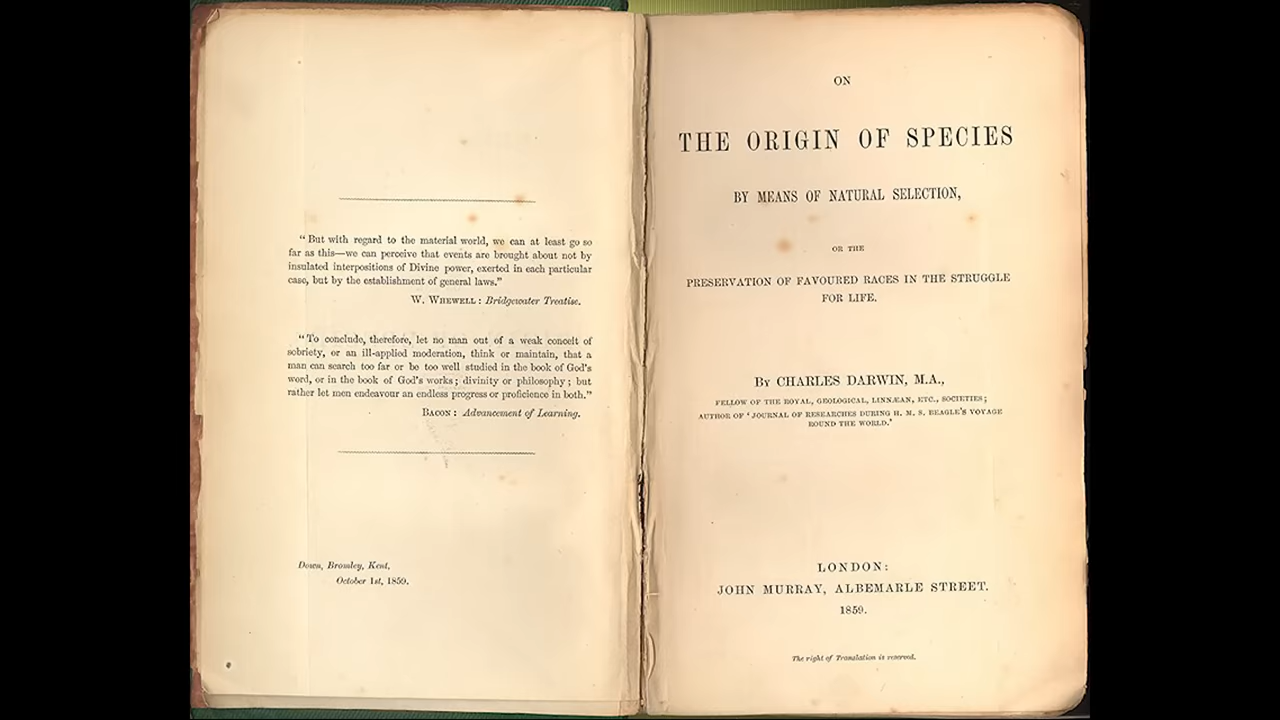 "But with regard to the material world, we can at least go so
far as this—we can perceive that events are brought about not by
insulated interpositions of Divine power, exerted in each particular
case, but by the establishment of general laws."
W. WHEWELL: Bridgewater Treatise.
"To conclude, therefore, let no man out of a weak conceit of
sobriety, or an ill-applied moderation, think or maintain, that a
man can search too far or be too well studied in the book of God's
word, or in the book of God's works; divinity or philosophy; but
rather let men endeavour an endless progress or proficience in both."
BACON: Advancement of Learning.
Down, Bromley, Kent,
October 1st, 1859.
ON
THE ORIGIN OF SPECIES
BY MEANS OF NATURAL SELECTION,
OR THE
PRESERVATION OF FAVOURED RACES IN THE STRUGGLE
FOR LIFE.
BY CHARLES DARWIN, M.A.,
FELLOW OF THE ROYAL, GEOLOGICAL, LINNÆAN, ETC., SOCIETIES;
AUTHOR OF 'JOURNAL OF RESEARCHES DURING H. M. S. BEAGLE'S VOYAGE
ROUND THE WORLD.'
LONDON:
JOHN MURRAY, ALBEMARLE STREET.
1859.
The right of Translation is reserved.